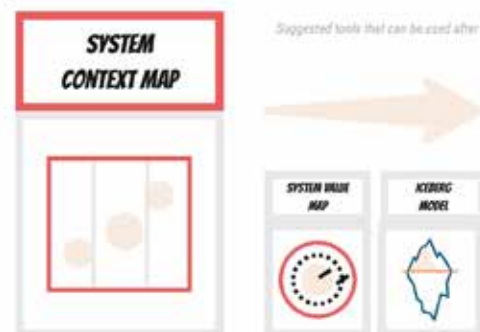 SYSTEM
CONTEXT MAP
Suggested tools that can be used after
SYSTEM VALUE
MAP
ICEBERG
MODEL